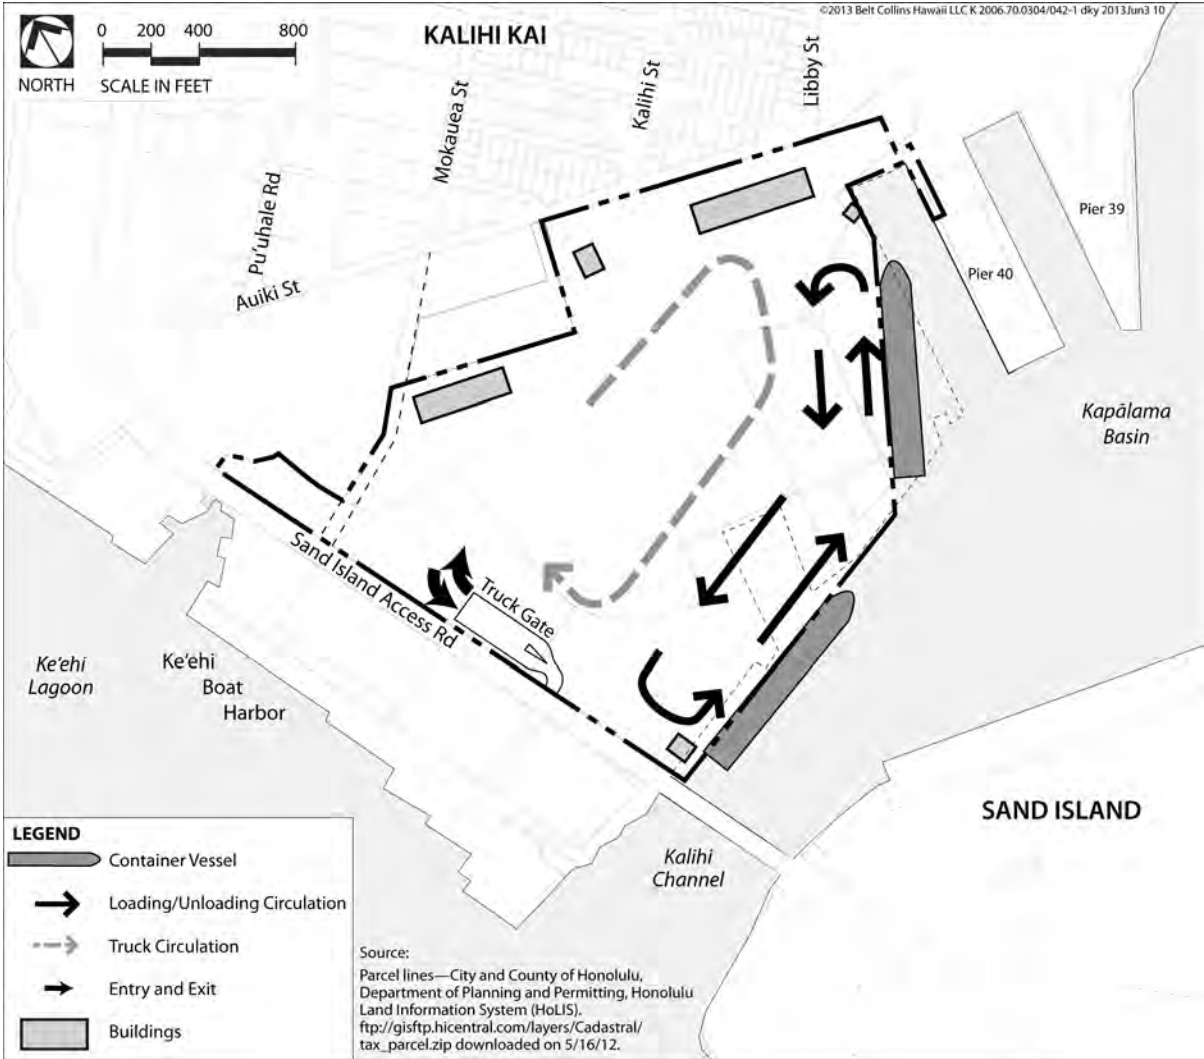 ©2013 Belt Collins Hawaii LLC K 2006.70.0304/042-1 dky 2013Jun3 10
0 200 400 800
NORTH
SCALE IN FEET
KALIHI KAI
Mokauea St
Kalihi St
Libby St
Pu'uhale Rd
Auiki St
Pier 39
Pier 40
Kapālama
Basin
Sand Island Access Rd
Truck Gate
Ke'ehi
Lagoon
Ke'ehi
Boat
Harbor
SAND ISLAND
Kalihi
Channel
LEGEND
Container Vessel
Loading/Unloading Circulation
Truck Circulation
Entry and Exit
Buildings
Source:
Parcel lines—City and County of Honolulu,
Department of Planning and Permitting, Honolulu
Land Information System (HoLIS).
ftp://gisftp.hicentral.com/layers/Cadastral/
tax_parcel.zip downloaded on 5/16/12.